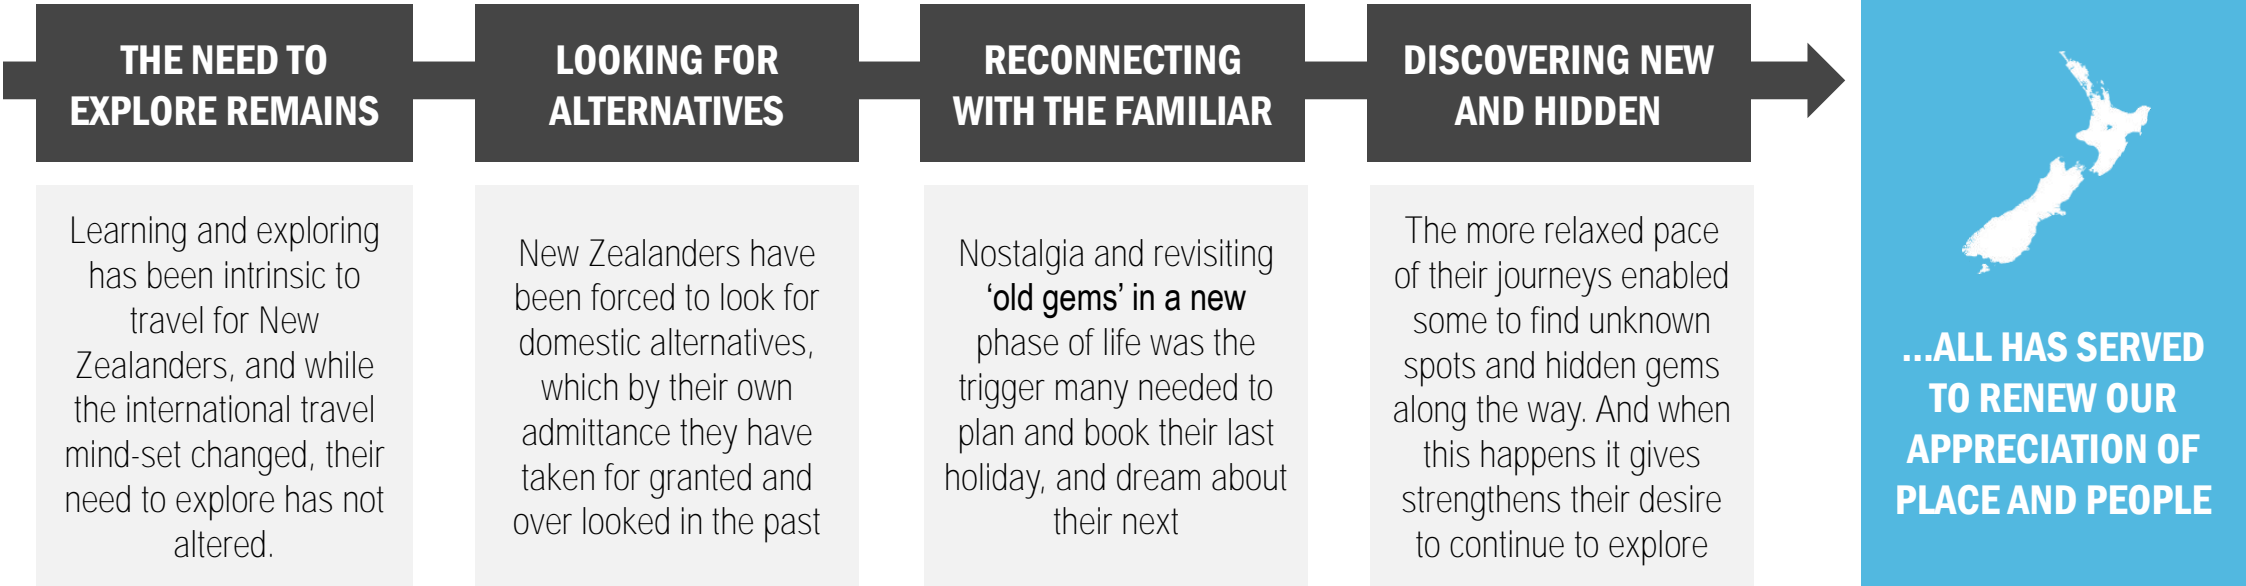 THE NEED TO
EXPLORE REMAINS
Learning and exploring
has been intrinsic to
travel for New
Zealanders, and while
the international travel
mind-set changed, their
need to explore has not
altered.
LOOKING FOR
ALTERNATIVES
New Zealanders have
been forced to look for
domestic alternatives,
which by their own
admittance they have
taken for granted and
over looked in the past
RECONNECTING
WITH THE FAMILIAR
Nostalgia and revisiting
‘old gems’ in a new
phase of life was the
trigger many needed to
plan and book their last
holiday, and dream about
their next
DISCOVERING NEW
AND HIDDEN
The more relaxed pace
of their journeys enabled
some to find unknown
spots and hidden gems
along the way. And when
this happens it gives
strengthens their desire
to continue to explore
...ALL HAS SERVED
TO RENEW OUR
APPRECIATION OF
PLACE AND PEOPLE